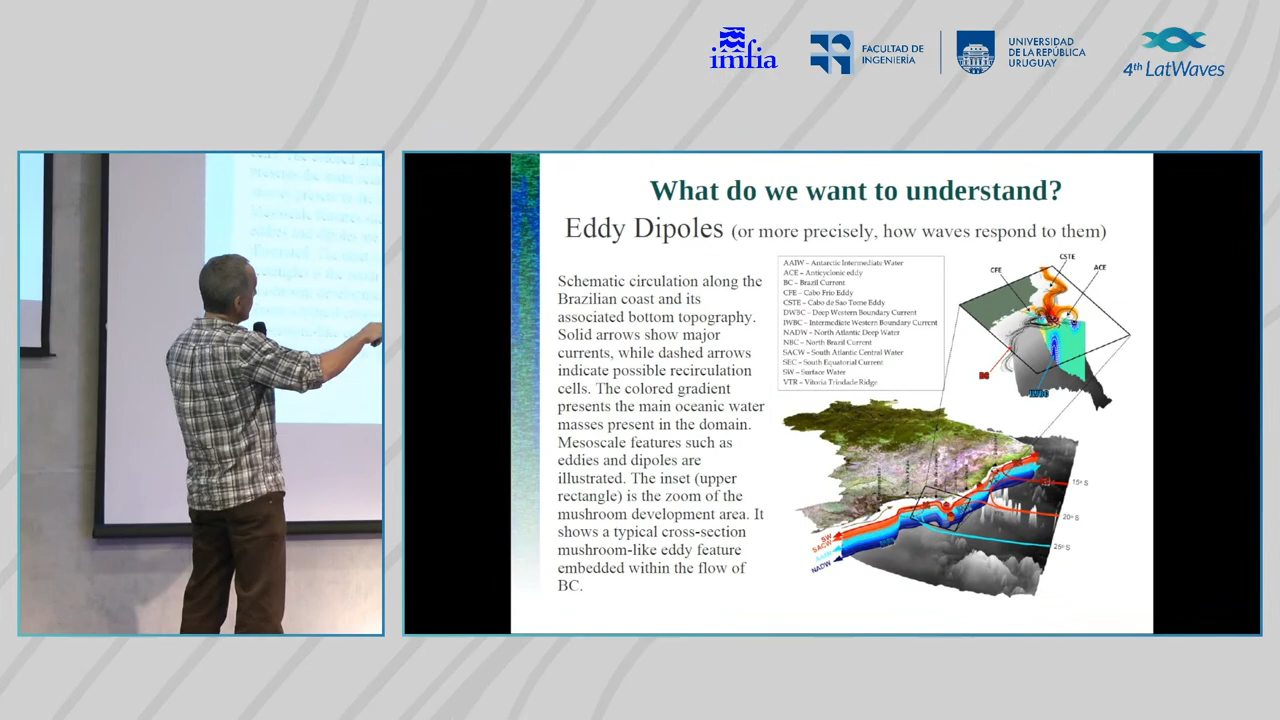 imfia
FACULTAD DE
INGENIERÍA
UNIVERSIDAD
DE LA REPÚBLICA
URUGUAY
4th LatWaves
What do we want to understand?
Eddy Dipoles (or more precisely, how waves respond to them)
Schematic circulation along the
Brazilian coast and its
associated bottom topography.
Solid arrows show major
currents, while dashed arrows
indicate possible recirculation
cells. The colored gradient
presents the main oceanic water
masses present in the domain.
Mesoscale features such as
eddies and dipoles are
illustrated. The inset (upper
rectangle) is the zoom of the
mushroom development area. It
shows a typical cross-section
mushroom-like eddy feature
embedded within the flow of
BC.
AAIW – Antarctic Intermediate Water
ACE – Anticyclonic eddy
BC – Brazil Current
CFE – Cabo Frio Eddy
CSTE – Cabo de Sao Tome Eddy
DWBC – Deep Western Boundary Current
IWBC – Intermediate Western Boundary Current
NADW – North Atlantic Deep Water
NBC – North Brazil Current
SACW – South Atlantic Central Water
SEC – South Equatorial Current
SW – Surface Water
VTR – Vitoria Trindade Ridge
CSTE
CFE
ACE
BC
IWBC
15° S
20° S
25° S
SW
SACW
AAIW
NADW